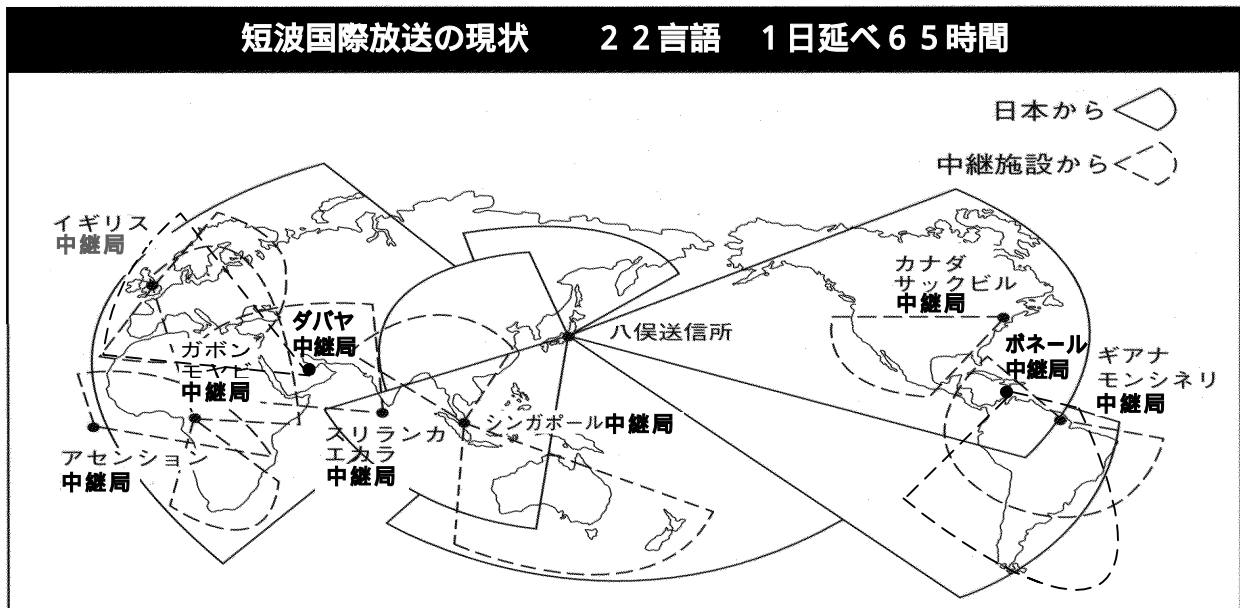 短波国際放送の現状　　２２言語　１日延べ６５時間
日本から
中継施設から
イギリス
中継局
カナダ
サックビル
中継局
ダバヤ
中継局
八俣送信所
ガボン
モヤビ
中継局
ボネール
中継局
ギアナ
モンシネリ
中継局
シンガポール中継局
スリランカ
エカラ
中継局
アセンション
中継局